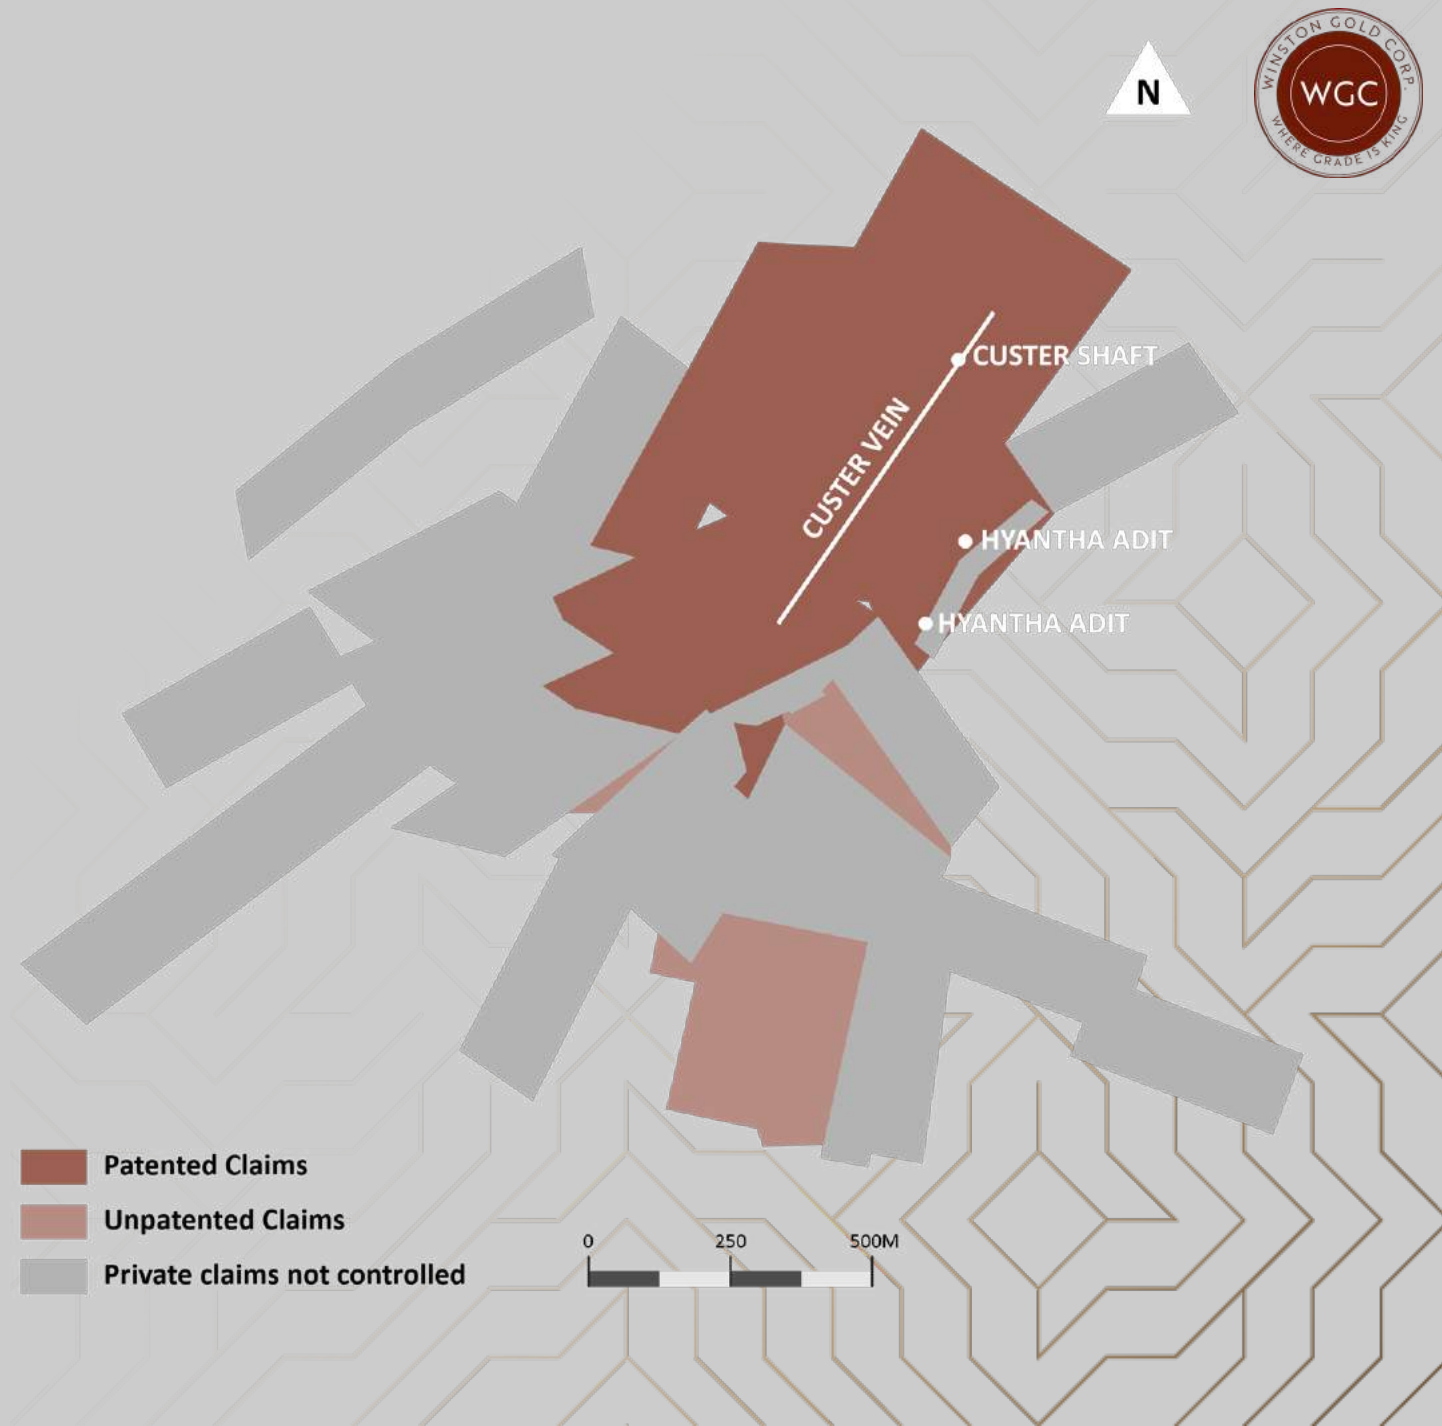 WINSTON GOLD CORP.
WGC
WHERE GRADE IS KING
N
CUSTER SHAFT
CUSTER VEIN
HYANTHA ADIT
HYANTHA ADIT
Patented Claims
Unpatented Claims
Private claims not controlled
0 250 500M